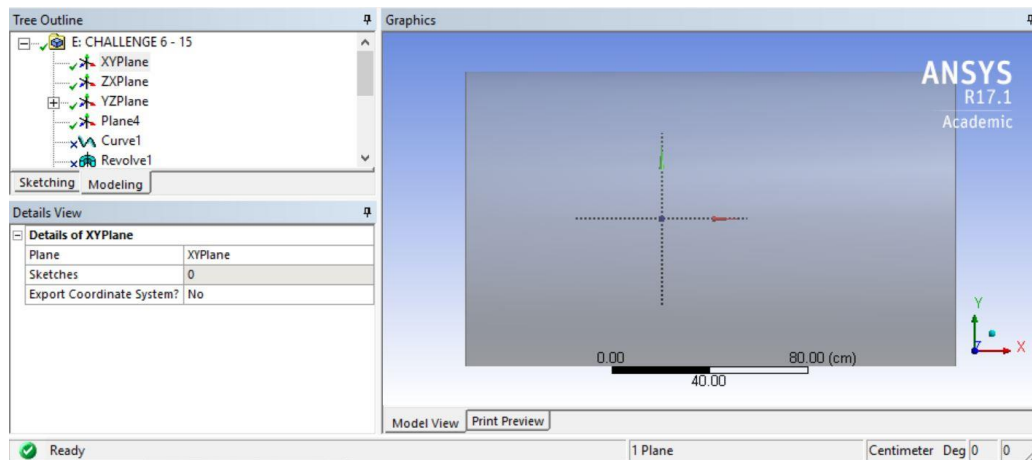 Tree Outline
E: CHALLENGE 6 - 15
XYPlane
ZXPlane
YZPlane
Plane4
Curve1
Revolve1
Sketching Modeling
Details View
Details of XYPlane
Plane XYPlane
Sketches 0
Export Coordinate System? No
Graphics
ANSYS
R17.1
Academic
Y
Z X
0.00 80.00 (cm)
40.00
Model View Print Preview
Ready 1 Plane Centimeter Deg 0 0